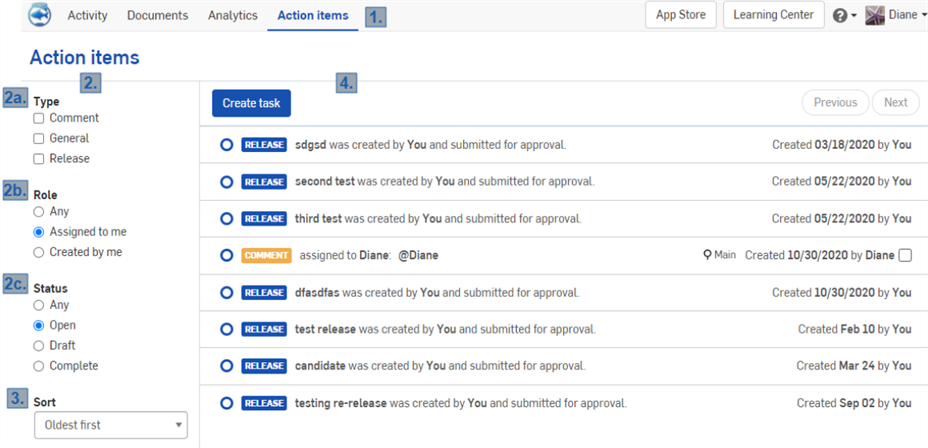 Activity Documents Analytics Action items 1. App Store Learning Center ? Diane
Action items
2. 4.
2a. Type
Comment
General
Release
2b. Role
Any
Assigned to me
Created by me
2c. Status
Any
Open
Draft
Complete
3. Sort
Oldest first
Create task Previous Next
RELEASE sdgsd was created by You and submitted for approval. Created 03/18/2020 by You
RELEASE second test was created by You and submitted for approval. Created 05/22/2020 by You
RELEASE third test was created by You and submitted for approval. Created 05/22/2020 by You
COMMENT assigned to Diane: @Diane Main Created 10/30/2020 by Diane
RELEASE dfasdfas was created by You and submitted for approval. Created 10/30/2020 by You
RELEASE test release was created by You and submitted for approval. Created Feb 10 by You
RELEASE candidate was created by You and submitted for approval. Created Mar 24 by You
RELEASE testing re-release was created by You and submitted for approval. Created Sep 02 by You